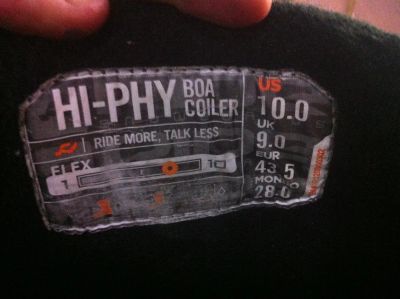 HI-PHY BOA
COILER
RIDE MORE, TALK LESS
FLEX
1 10
US
10.0
UK
9.0
EUR
43.5
MONDO
28.0